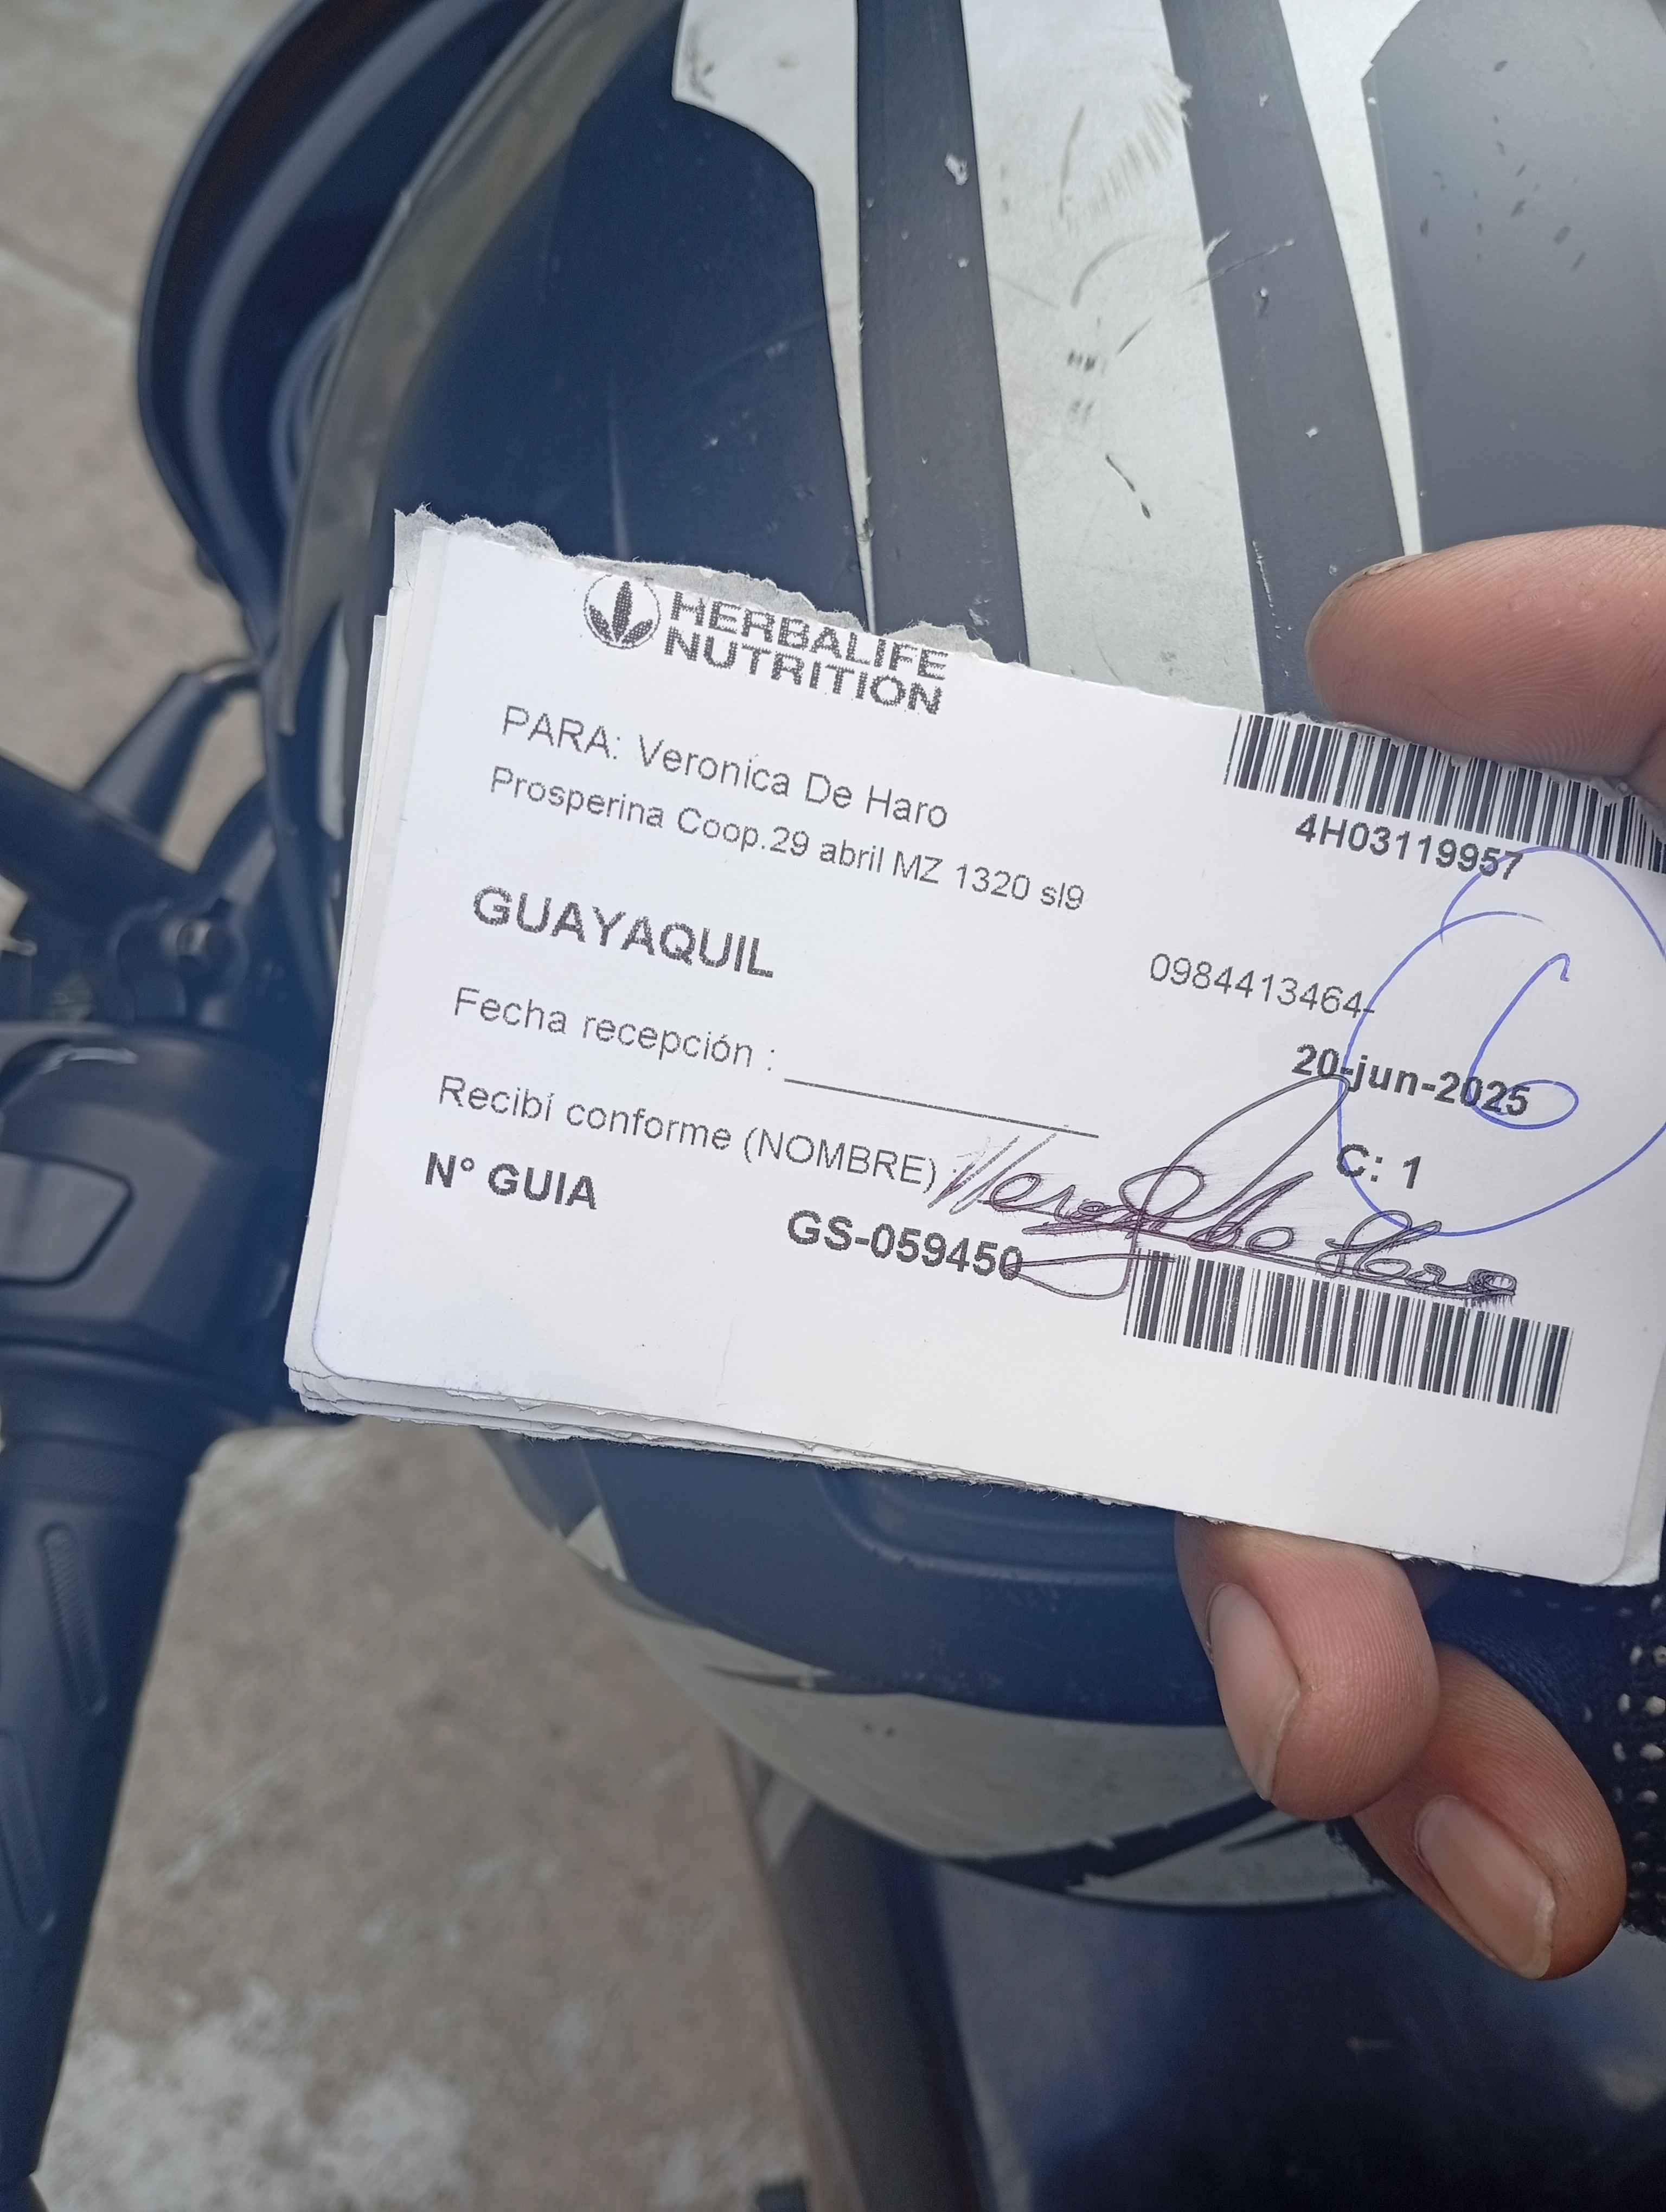 HERBALIFE
NUTRITION
PARA: Veronica De Haro
4H03119957
Prosperina Coop.29 abril MZ 1320 sl9
GUAYAQUIL
0984413464-
Fecha recepción :
20-jun-2025
Recibí conforme (NOMBRE) :
C: 1
N° GUIA
GS-059450
6